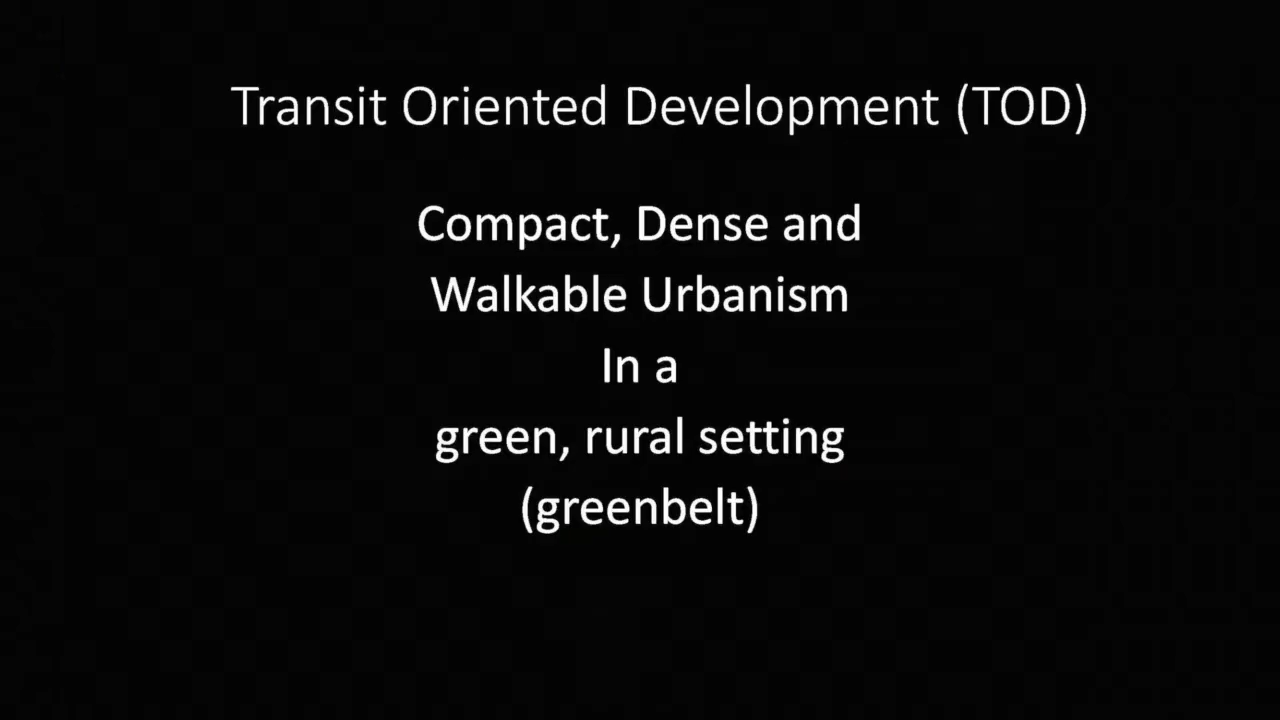 Transit Oriented Development (TOD)
Compact, Dense and
Walkable Urbanism
In a
green, rural setting
(greenbelt)